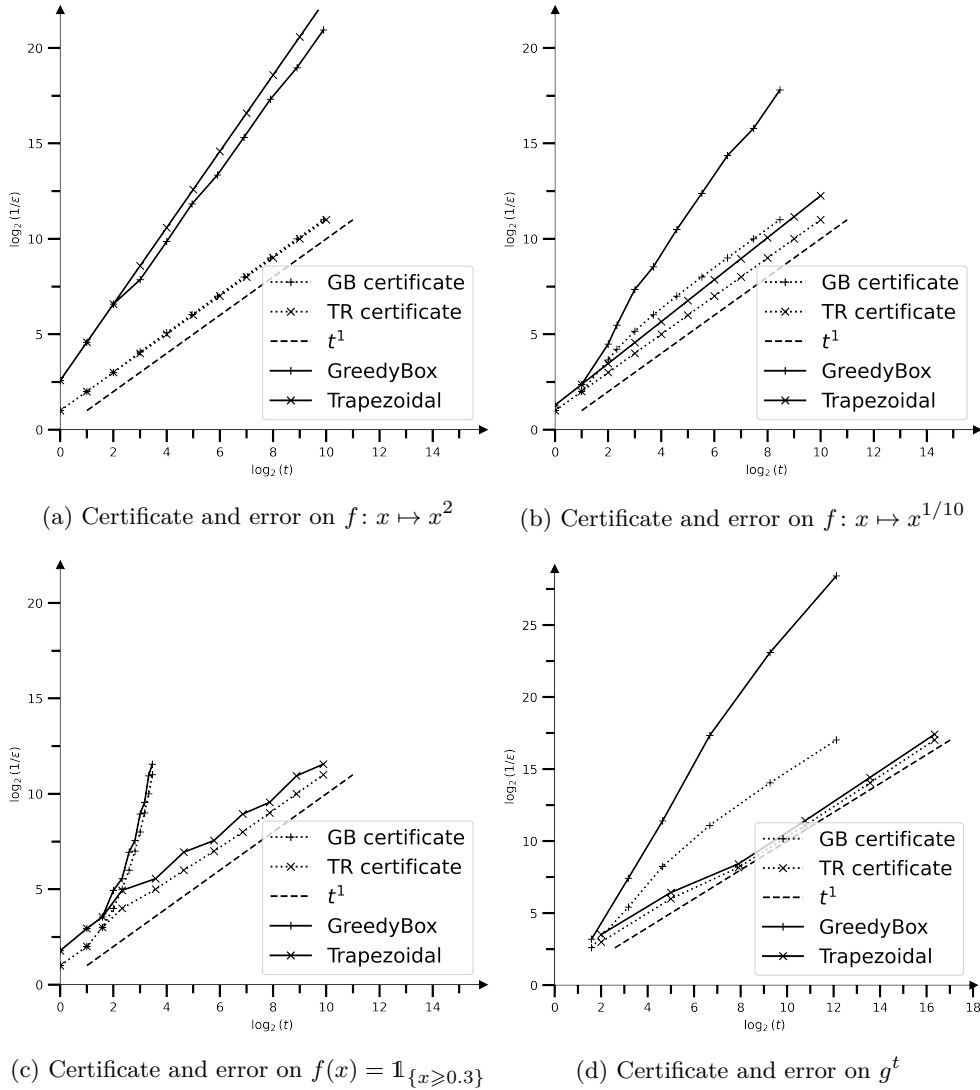 20
15
10
5
0
log₂ (1/ε)
0 2 4 6 8 10 12 14
log₂ (t)
GB certificate
TR certificate
t¹
GreedyBox
Trapezoidal
(a) Certificate and error on f : x ↦ x²
20
15
10
5
0
log₂ (1/ε)
0 2 4 6 8 10 12 14
log₂ (t)
GB certificate
TR certificate
t¹
GreedyBox
Trapezoidal
(b) Certificate and error on f : x ↦ x^{1/10}
20
15
10
5
0
log₂ (1/ε)
0 2 4 6 8 10 12 14
log₂ (t)
GB certificate
TR certificate
t¹
GreedyBox
Trapezoidal
(c) Certificate and error on f(x) = 𝟙_{x⩾0.3}
25
20
15
10
5
0
log₂ (1/ε)
0 2 4 6 8 10 12 14 16 18
log₂ (t)
GB certificate
TR certificate
t¹
GreedyBox
Trapezoidal
(d) Certificate and error on gᵗ